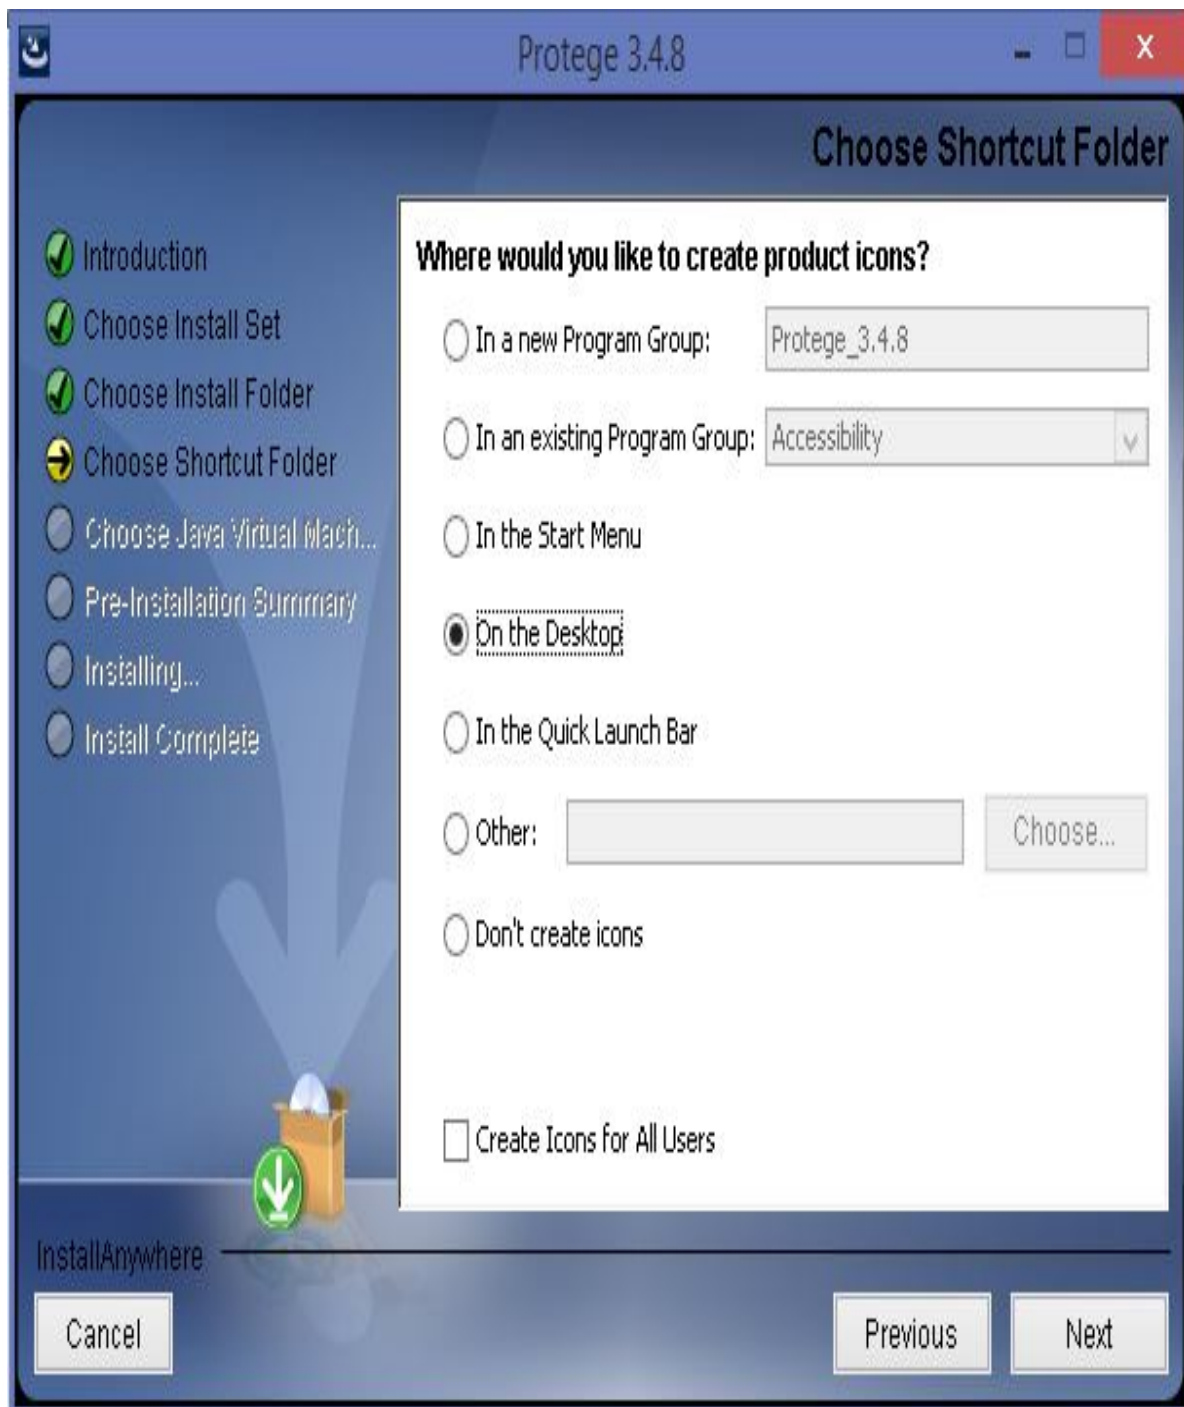 Protege 3.4.8
Choose Shortcut Folder
Introduction
Choose Install Set
Choose Install Folder
Choose Shortcut Folder
Choose Java Virtual Mach...
Pre-Installation Summary
Installing...
Install Complete
Where would you like to create product icons?
In a new Program Group: Protege_3.4.8
In an existing Program Group: Accessibility
In the Start Menu
On the Desktop
In the Quick Launch Bar
Other: Choose...
Don't create icons
Create Icons for All Users
InstallAnywhere
Cancel Previous Next